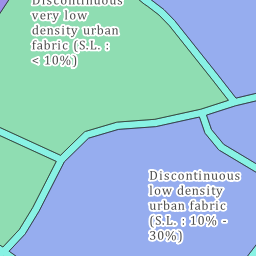 Discontinuous
very low
density urban
fabric (S.L. :
< 10%)
Discontinuous
low density
urban fabric
(S.L. : 10% -
30%)